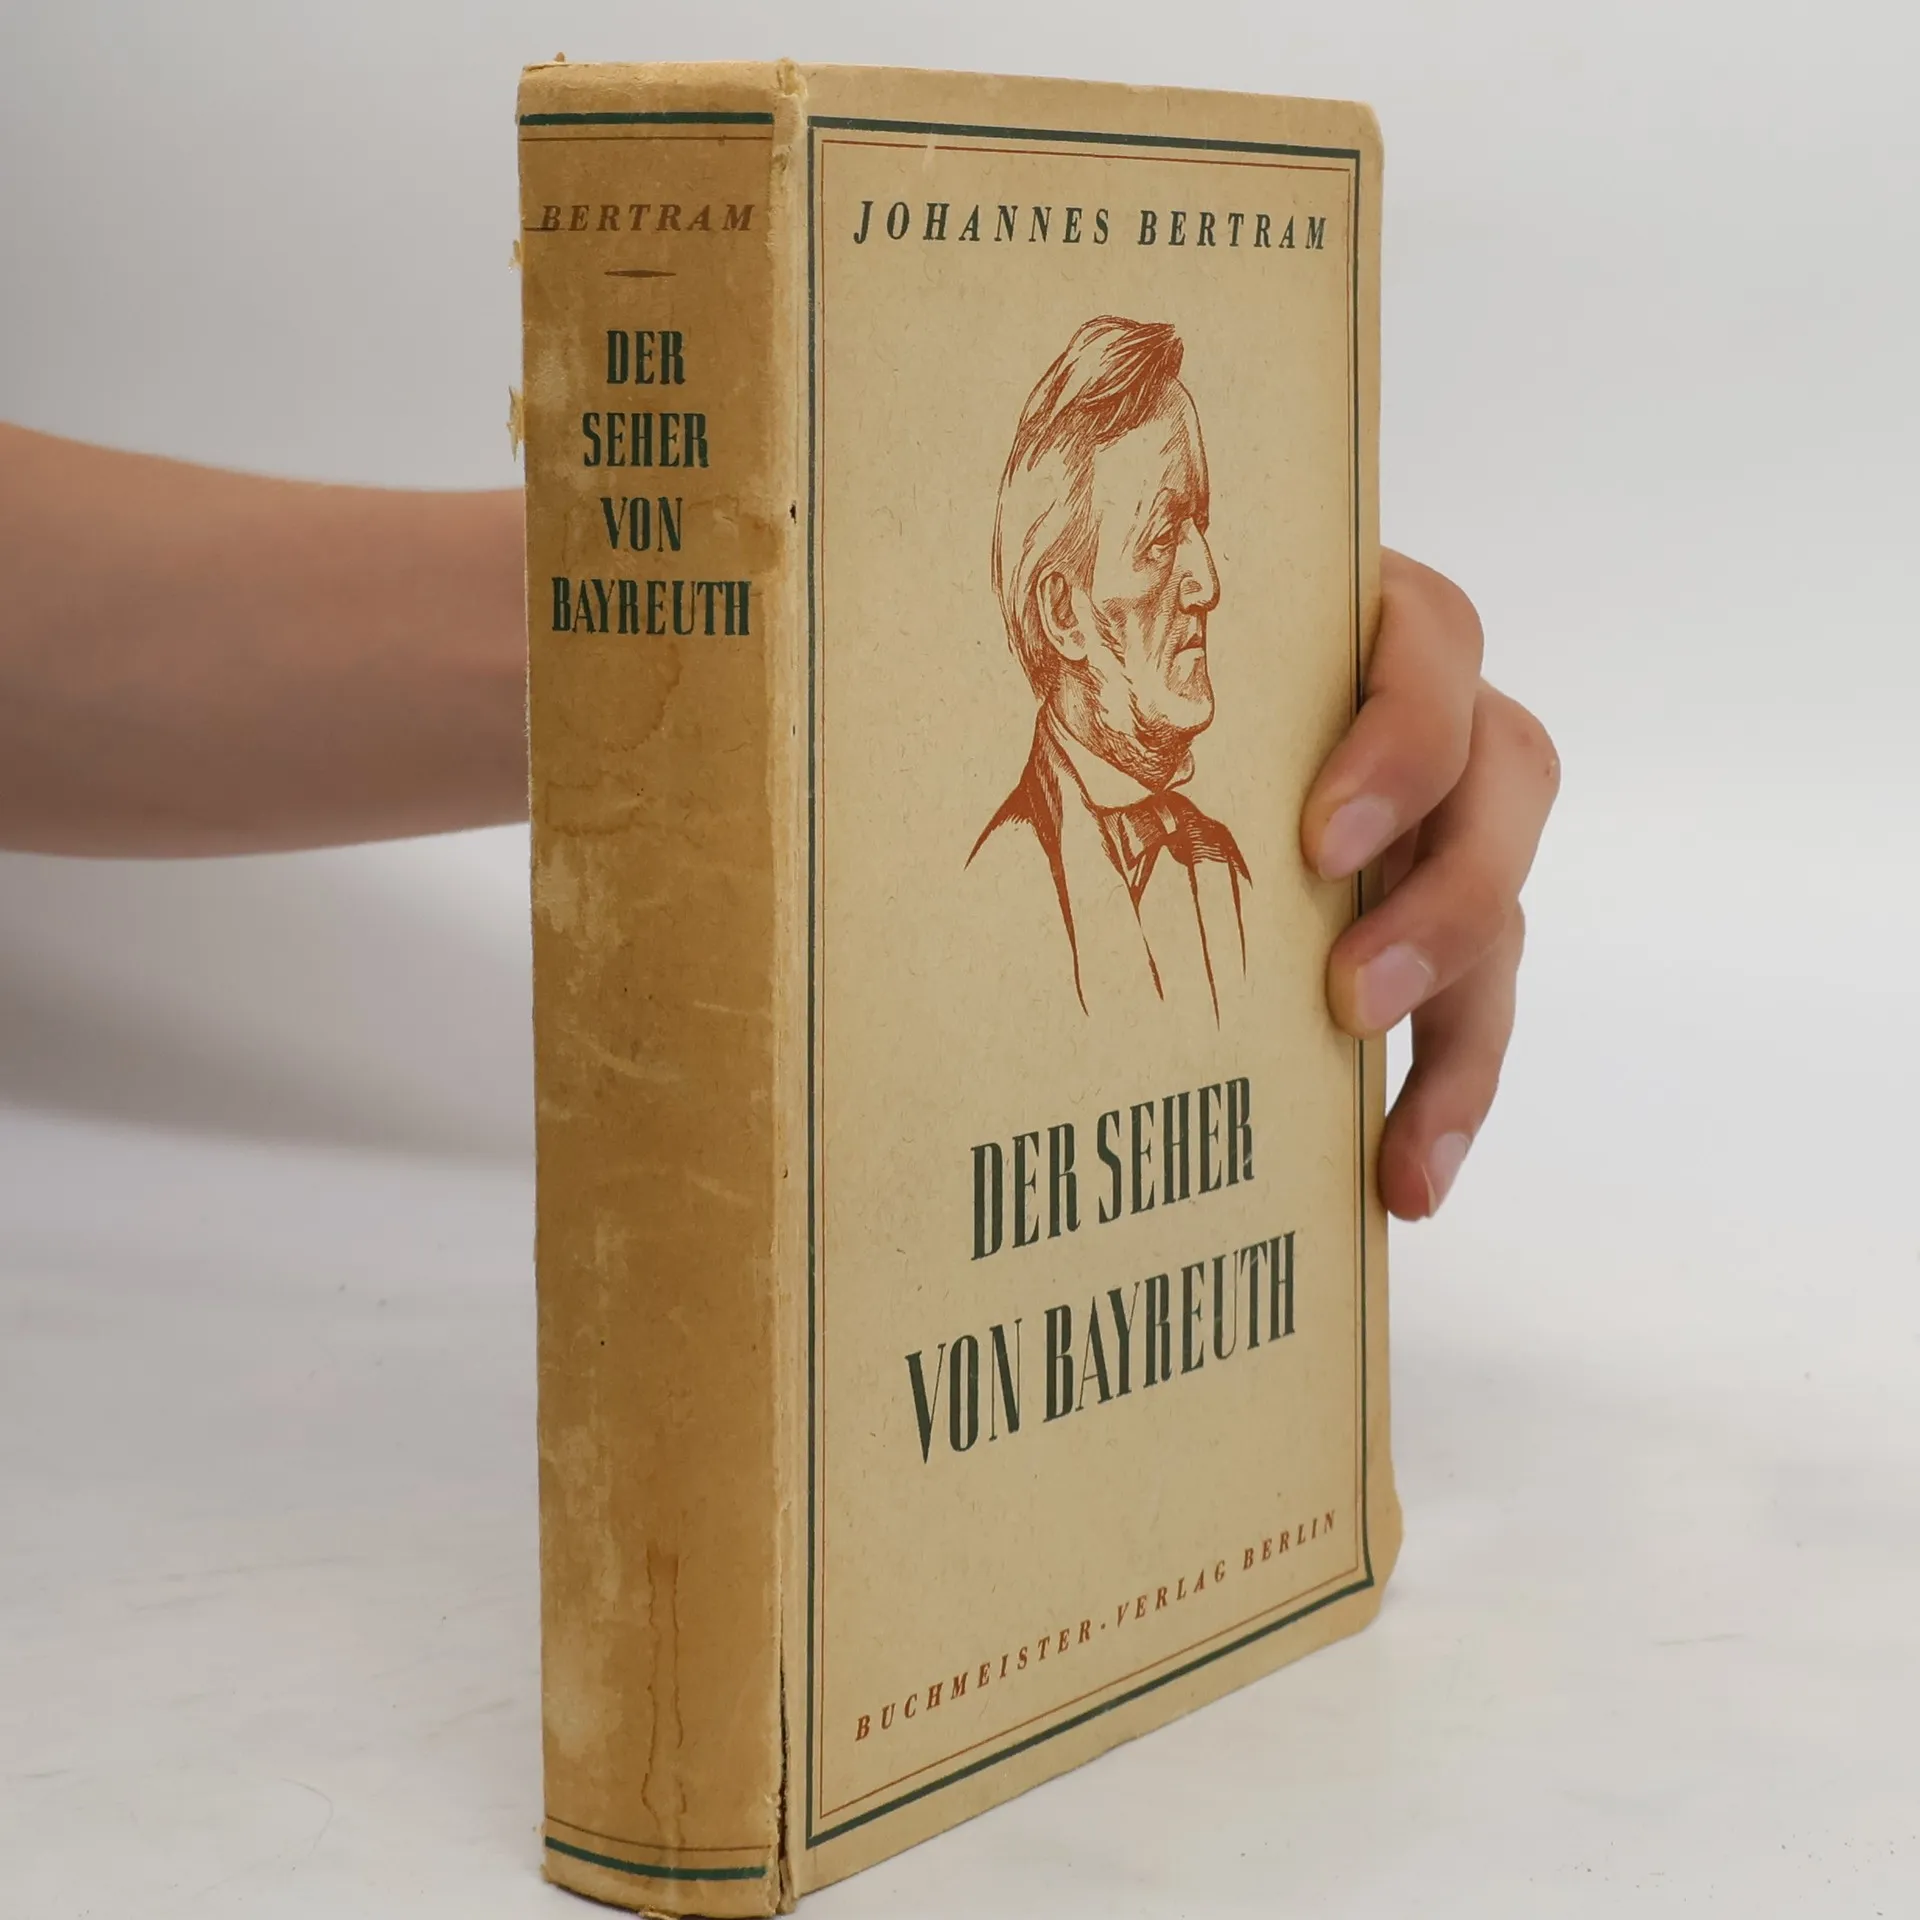 BERTRAM
DER
SEHER
VON
BAYREUTH
JOHANNES BERTRAM
DER SEHER
VON BAYREUTH
BUCHMEISTER-VERLAG BERLIN